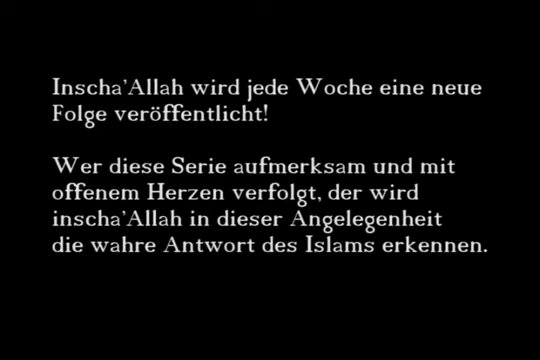 Inscha'Allah wird jede Woche eine neue
Folge veröffentlicht!
Wer diese Serie aufmerksam und mit
offenem Herzen verfolgt, der wird
inscha'Allah in dieser Angelegenheit
die wahre Antwort des Islams erkennen.